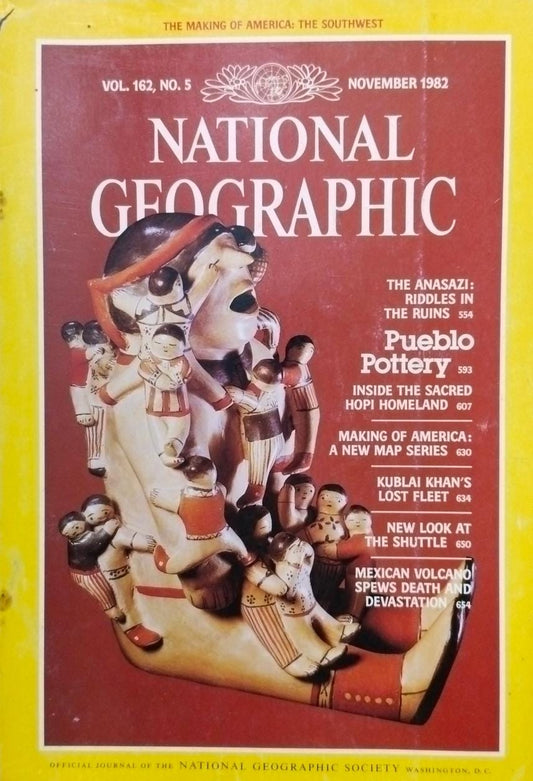 THE MAKING OF AMERICA: THE SOUTHWEST
VOL. 162, NO. 5
NOVEMBER 1982
NATIONAL
GEOGRAPHIC
THE ANASAZI:
RIDDLES IN
THE RUINS 554
Pueblo
Pottery 593
INSIDE THE SACRED
HOPI HOMELAND 607
MAKING OF AMERICA:
A NEW MAP SERIES 630
KUBLAI KHAN'S
LOST FLEET 634
NEW LOOK AT
THE SHUTTLE 650
MEXICAN VOLCANO
SPEWS DEATH AND
DEVASTATION 654
OFFICIAL JOURNAL OF THE NATIONAL GEOGRAPHIC SOCIETY WASHINGTON, D.C.